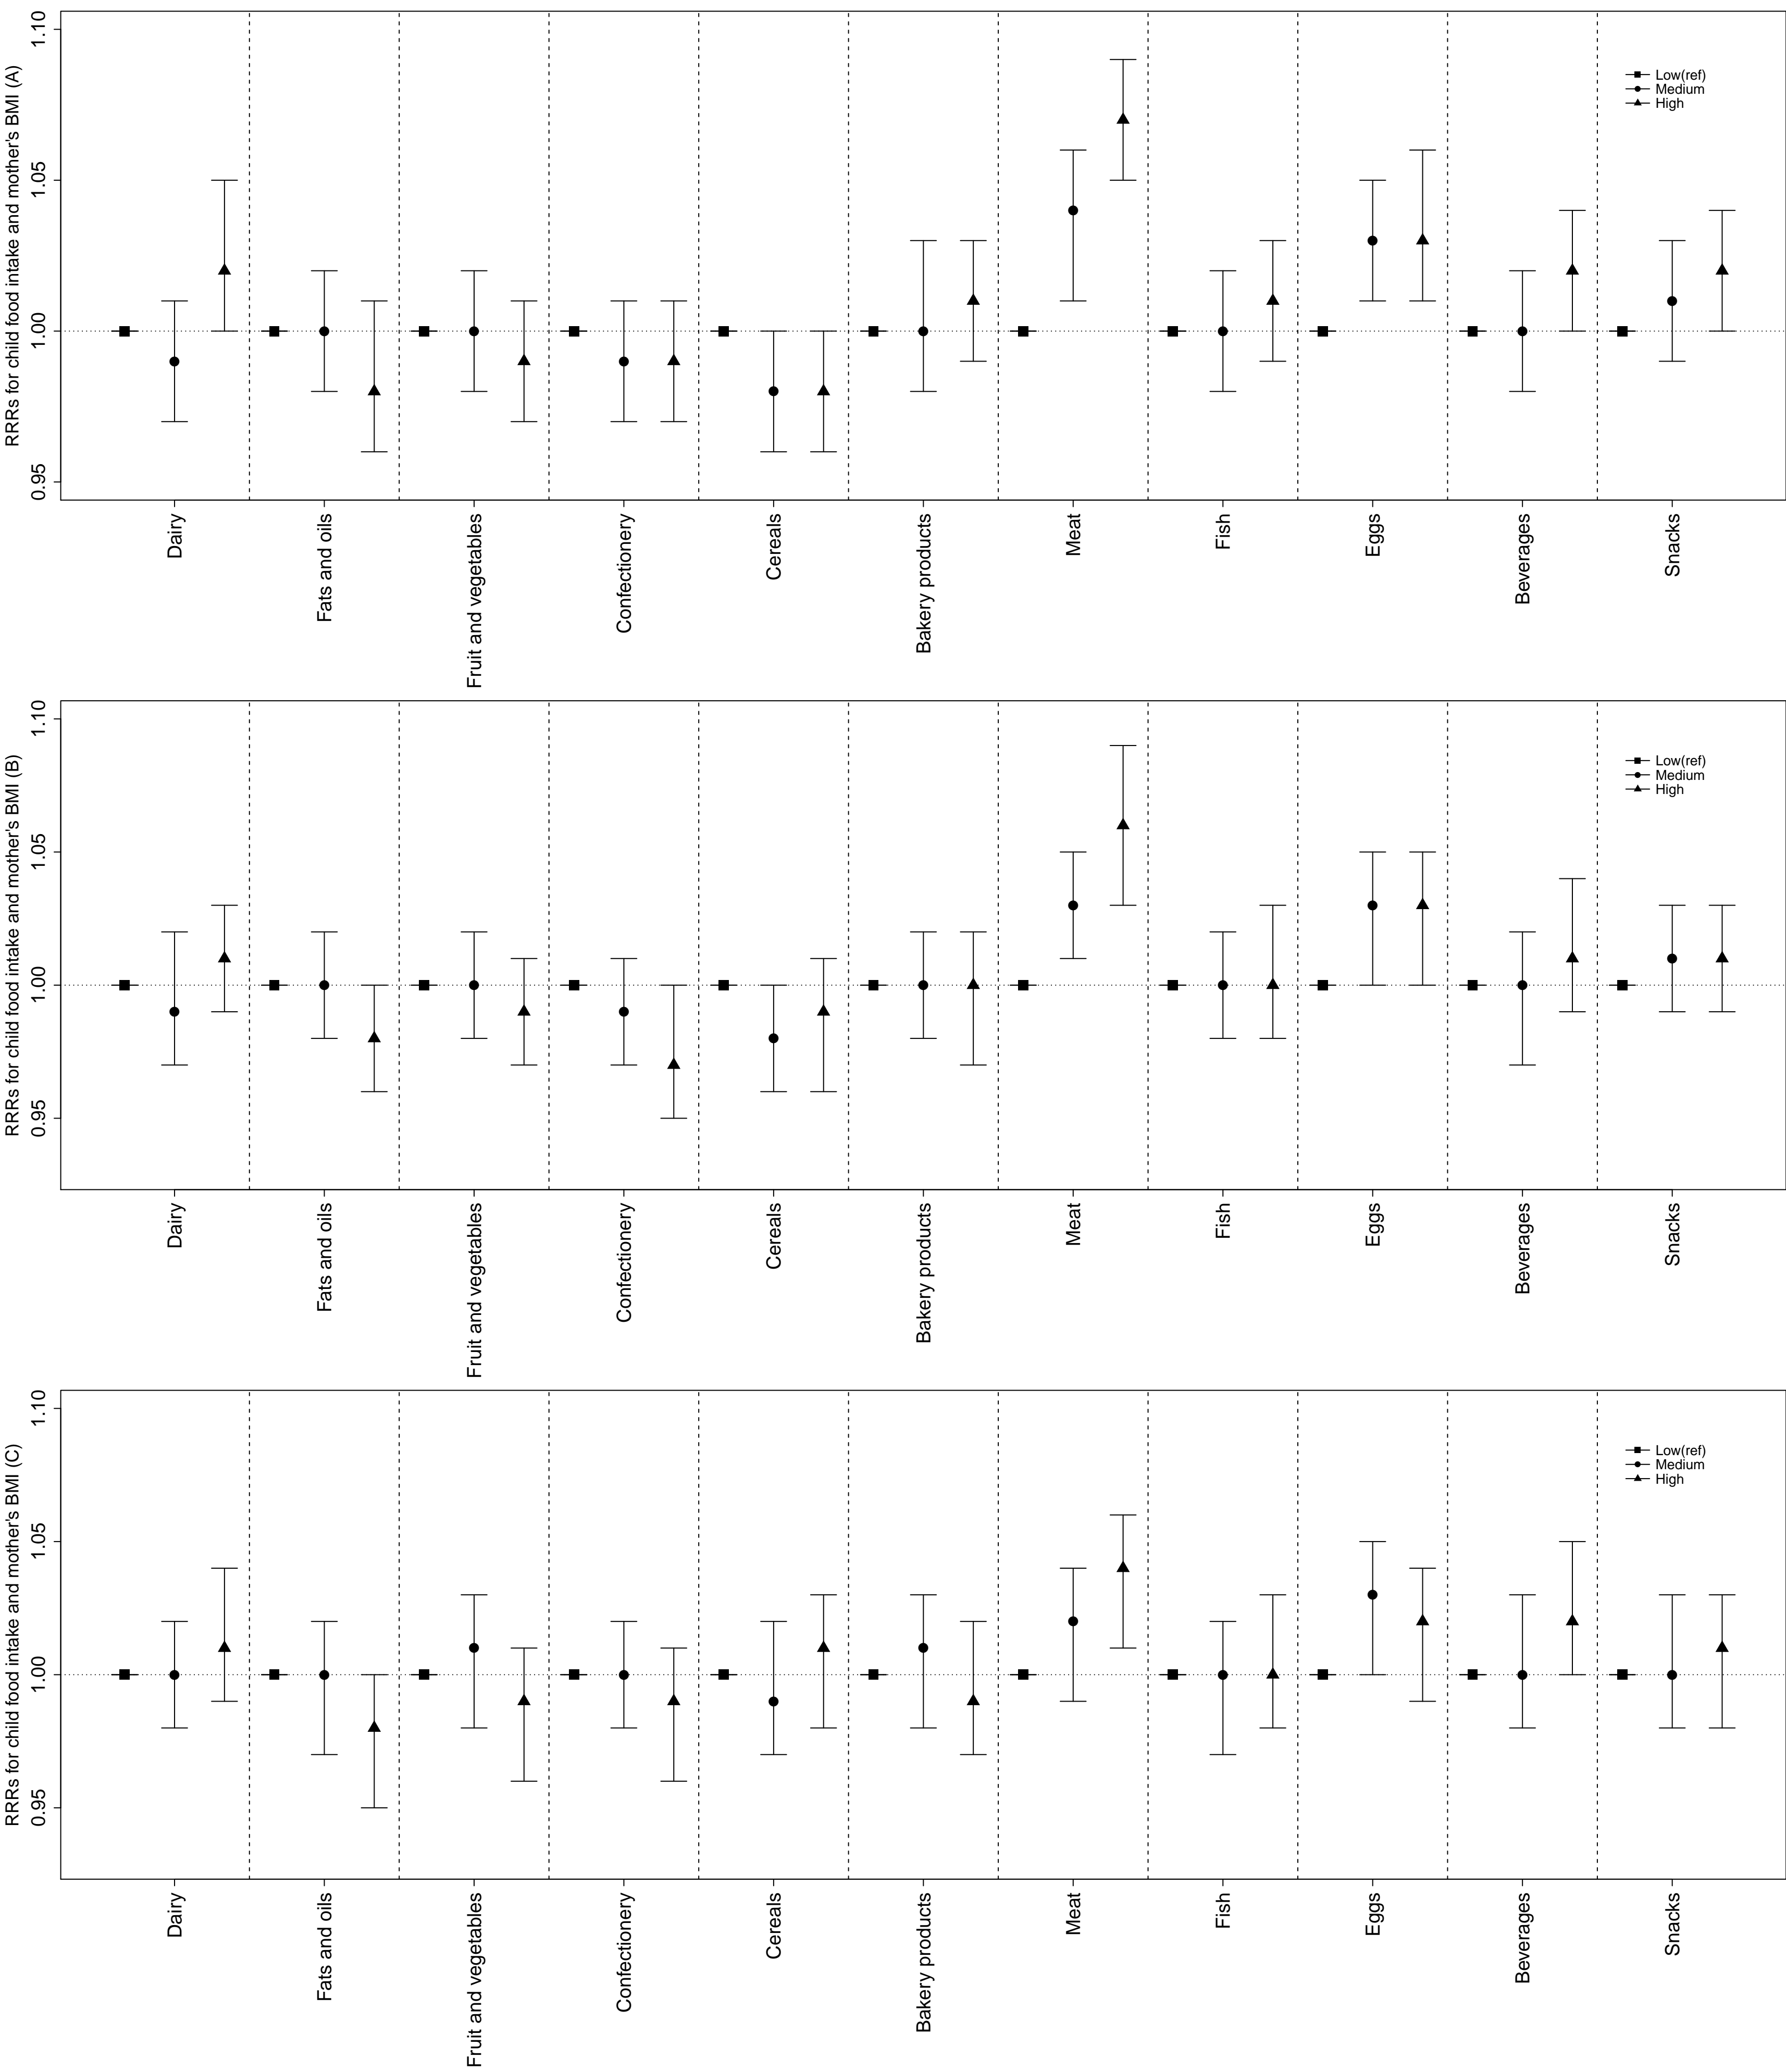 RRRs for child food intake and mother's BMI (A)
1.10
1.05
1.00
0.95
Low(ref)
Medium
High
Dairy
Fats and oils
Fruit and vegetables
Confectionery
Cereals
Bakery products
Meat
Fish
Eggs
Beverages
Snacks
RRRs for child food intake and mother's BMI (B)
1.10
1.05
1.00
0.95
Low(ref)
Medium
High
Dairy
Fats and oils
Fruit and vegetables
Confectionery
Cereals
Bakery products
Meat
Fish
Eggs
Beverages
Snacks
RRRs for child food intake and mother's BMI (C)
1.10
1.05
1.00
0.95
Low(ref)
Medium
High
Dairy
Fats and oils
Fruit and vegetables
Confectionery
Cereals
Bakery products
Meat
Fish
Eggs
Beverages
Snacks